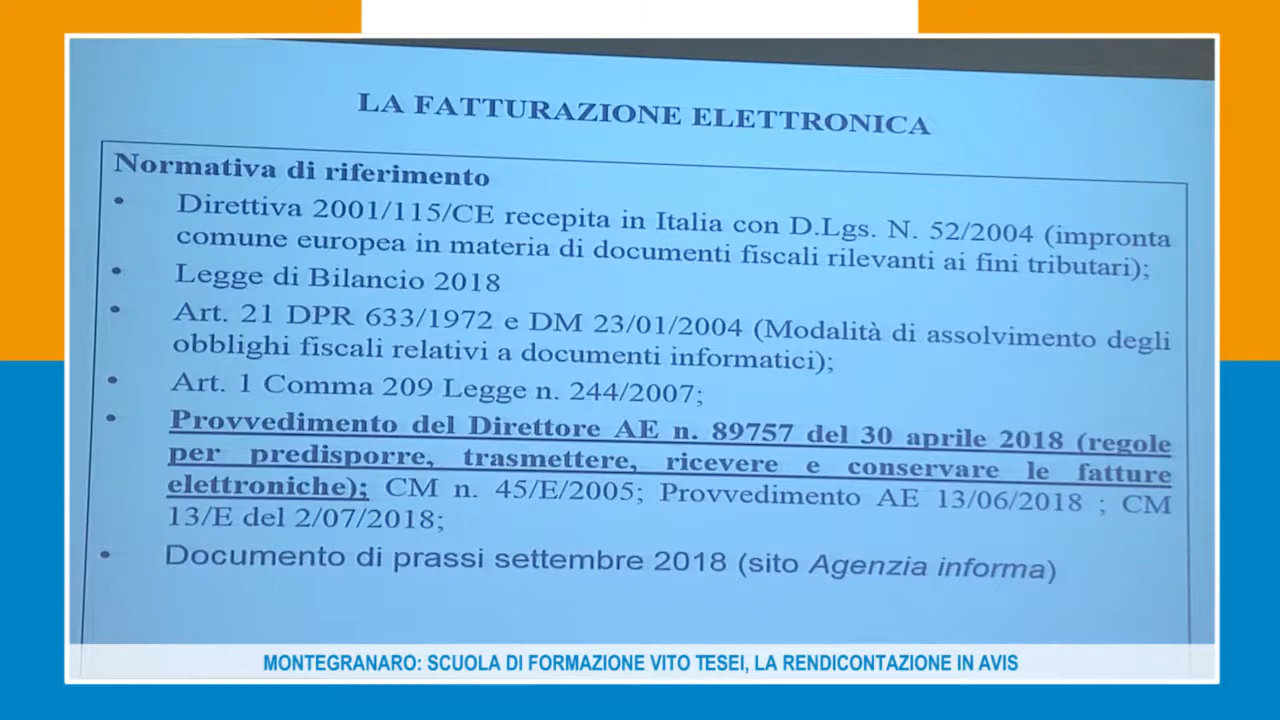 LA FATTURAZIONE ELETTRONICA
Normativa di riferimento
• Direttiva 2001/115/CE recepita in Italia con D.Lgs. N. 52/2004 (impronta
comune europea in materia di documenti fiscali rilevanti ai fini tributari);
• Legge di Bilancio 2018
• Art. 21 DPR 633/1972 e DM 23/01/2004 (Modalità di assolvimento degli
obblighi fiscali relativi a documenti informatici);
• Art. 1 Comma 209 Legge n. 244/2007;
• Provvedimento del Direttore AE n. 89757 del 30 aprile 2018 (regole
per predisporre, trasmettere, ricevere e conservare le fatture
elettroniche); CM n. 45/E/2005; Provvedimento AE 13/06/2018 ; CM
13/E del 2/07/2018;
• Documento di prassi settembre 2018 (sito Agenzia informa)
MONTEGRANARO: SCUOLA DI FORMAZIONE VITO TESEI, LA RENDICONTAZIONE IN AVIS